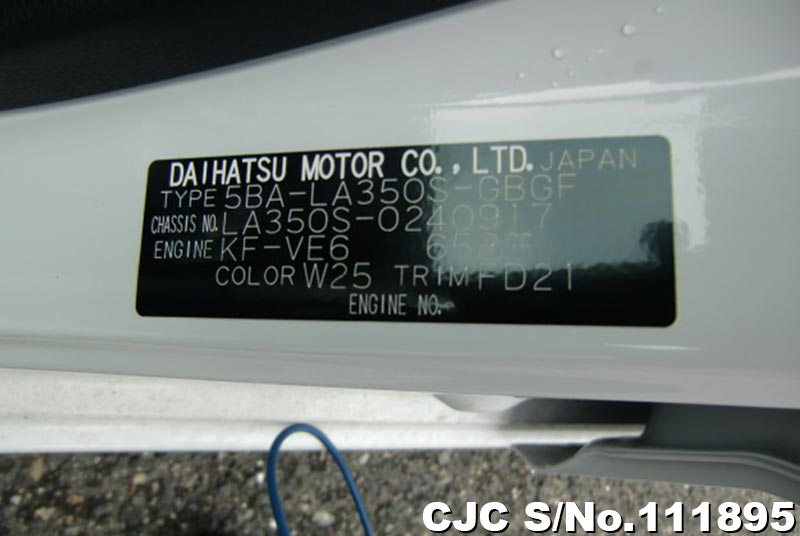 DAIHATSU MOTOR CO., LTD. JAPAN
TYPE 5BA-LA350S-GBGF
CHASSIS NO. LA350S-0240917
ENGINE KF-VE6 658cc
COLOR W25 TRIM FD21
ENGINE NO.
CJC S/No.111895